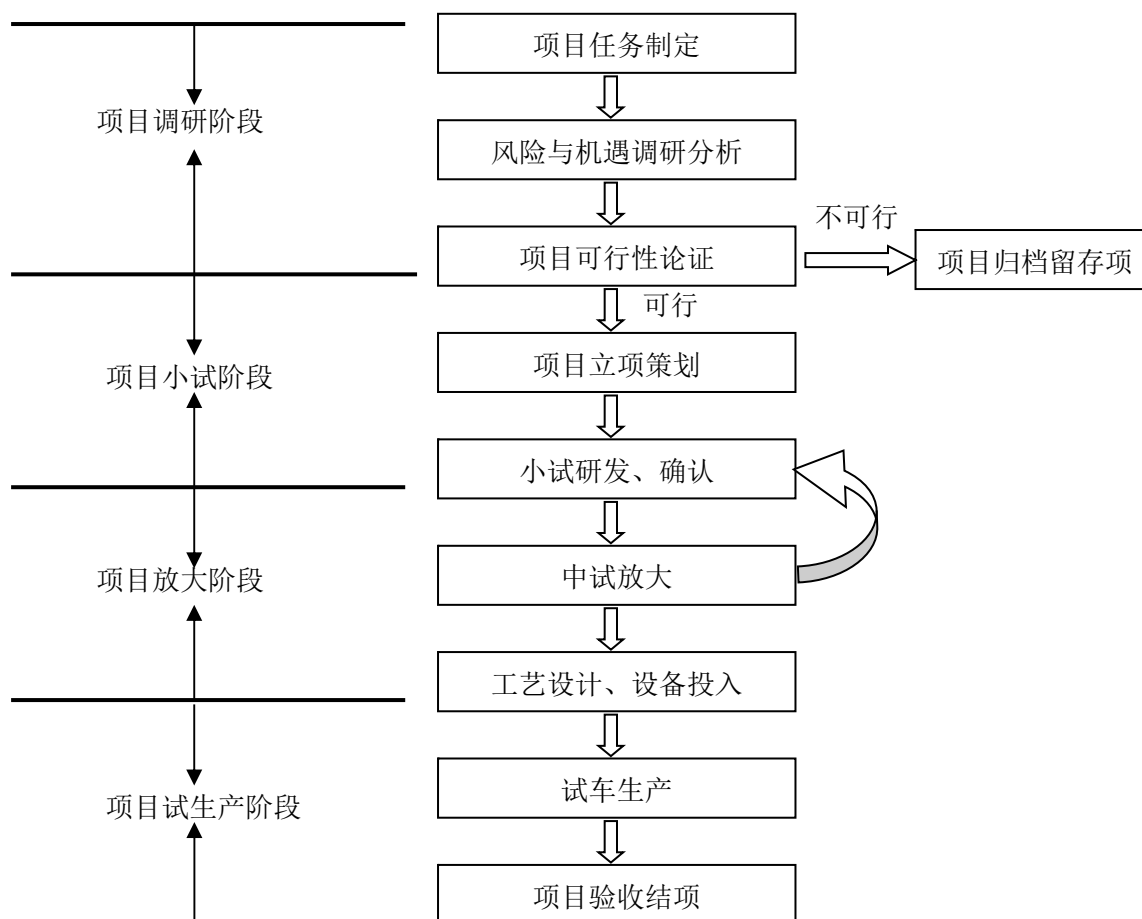 项目任务制定
项目调研阶段
风险与机遇调研分析
不可行
项目可行性论证
项目归档留存项
可行
项目立项策划
项目小试阶段
小试研发、确认
项目放大阶段
中试放大
工艺设计、设备投入
试车生产
项目试生产阶段
项目验收结项